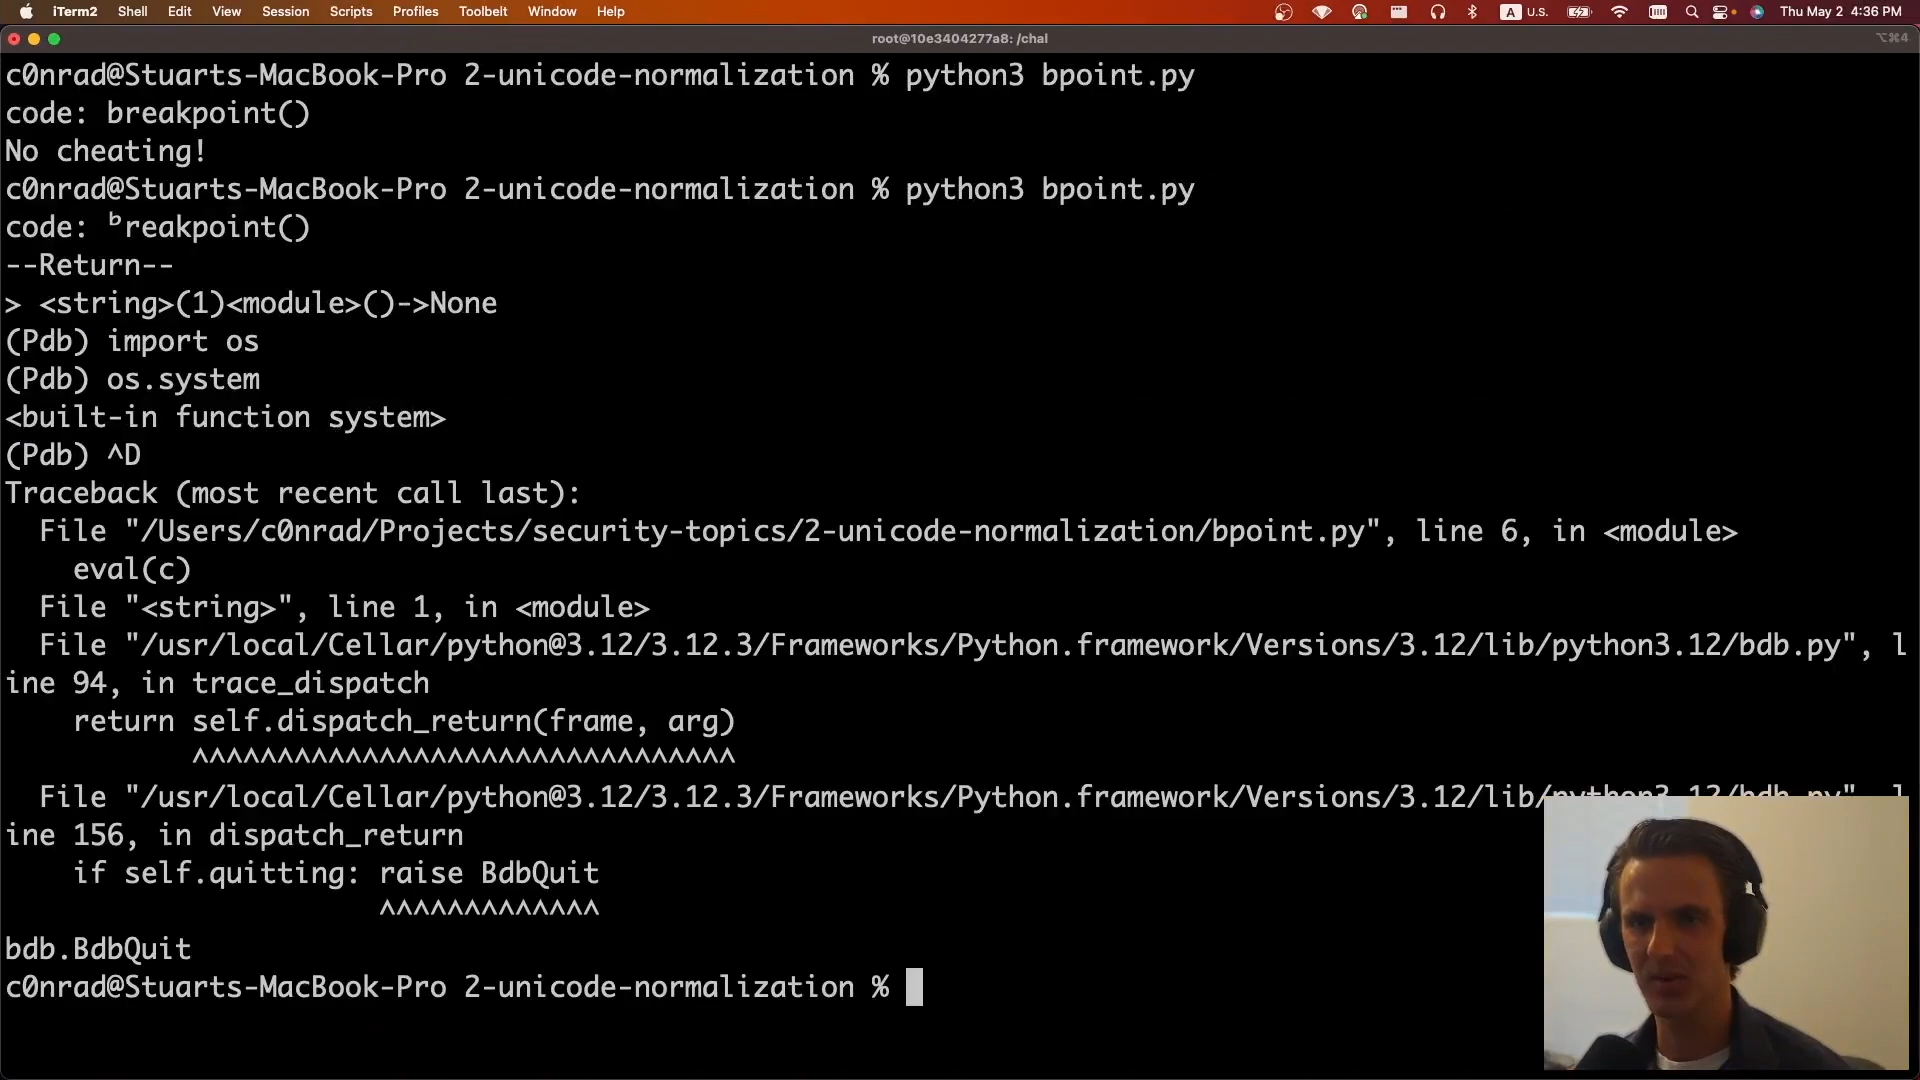 iTerm2 Shell Edit View Session Scripts Profiles Toolbelt Window Help A U.S. Thu May 2 4:36 PM
root@10e3404277a8: /chal ⌥⌘4
c0nrad@Stuarts-MacBook-Pro 2-unicode-normalization % python3 bpoint.py
code: breakpoint()
No cheating!
c0nrad@Stuarts-MacBook-Pro 2-unicode-normalization % python3 bpoint.py
code: ᵇreakpoint()
--Return--
> <string>(1)<module>()->None
(Pdb) import os
(Pdb) os.system
<built-in function system>
(Pdb) ^D
Traceback (most recent call last):
  File "/Users/c0nrad/Projects/security-topics/2-unicode-normalization/bpoint.py", line 6, in <module>
    eval(c)
  File "<string>", line 1, in <module>
  File "/usr/local/Cellar/python@3.12/3.12.3/Frameworks/Python.framework/Versions/3.12/lib/python3.12/bdb.py", l
ine 94, in trace_dispatch
    return self.dispatch_return(frame, arg)
           ^^^^^^^^^^^^^^^^^^^^^^^^^^^^^^^^
  File "/usr/local/Cellar/python@3.12/3.12.3/Frameworks/Python.framework/Versions/3.12/lib/python3.12/bdb.py", l
ine 156, in dispatch_return
    if self.quitting: raise BdbQuit
                      ^^^^^^^^^^^^^
bdb.BdbQuit
c0nrad@Stuarts-MacBook-Pro 2-unicode-normalization %